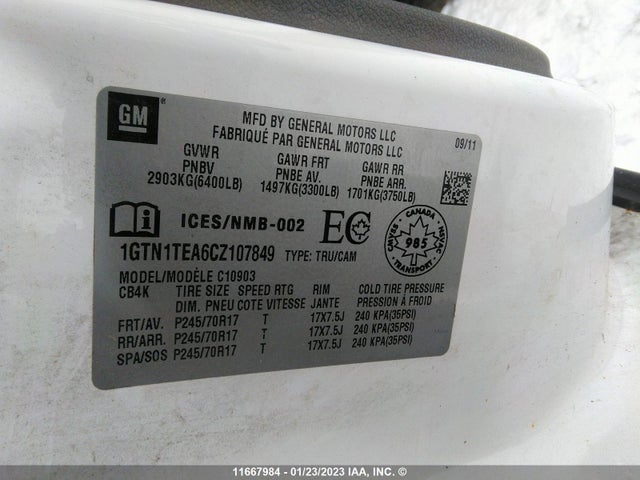 GM
®
MFD BY GENERAL MOTORS LLC
FABRIQUÉ PAR GENERAL MOTORS LLC
09/11
GVWR GAWR FRT GAWR RR
PNBV PNBE AV. PNBE ARR.
2903KG(6400LB) 1497KG(3300LB) 1701KG(3750LB)
ICES/NMB-002
EC
CANADA
CMVSS NSVAC
985
TRANSPORT
1GTN1TEA6CZ107849 TYPE: TRU/CAM
MODEL/MODÈLE C10903
CB4K TIRE SIZE SPEED RTG RIM COLD TIRE PRESSURE
DIM. PNEU COTE VITESSE JANTE PRESSION À FROID
FRT/AV. P245/70R17 T 17X7.5J 240 KPA(35PSI)
RR/ARR. P245/70R17 T 17X7.5J 240 KPA(35PSI)
SPA/SOS P245/70R17 T 17X7.5J 240 KPA(35PSI)
11667984 - 01/23/2023 IAA, INC. ©